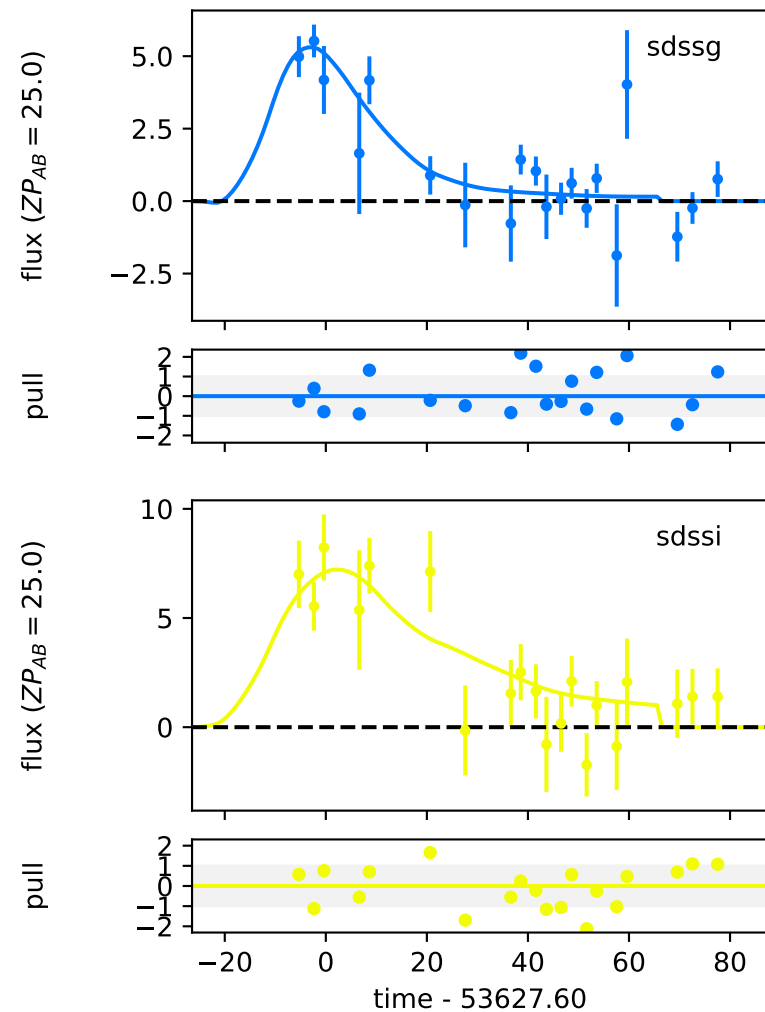 sdssg
flux (ZP_AB = 25.0)
5.0
2.5
0.0
−2.5
pull
2
1
0
−1
−2
sdssi
flux (ZP_AB = 25.0)
10
5
0
pull
2
1
0
−1
−2
−20 0 20 40 60 80
time - 53627.60